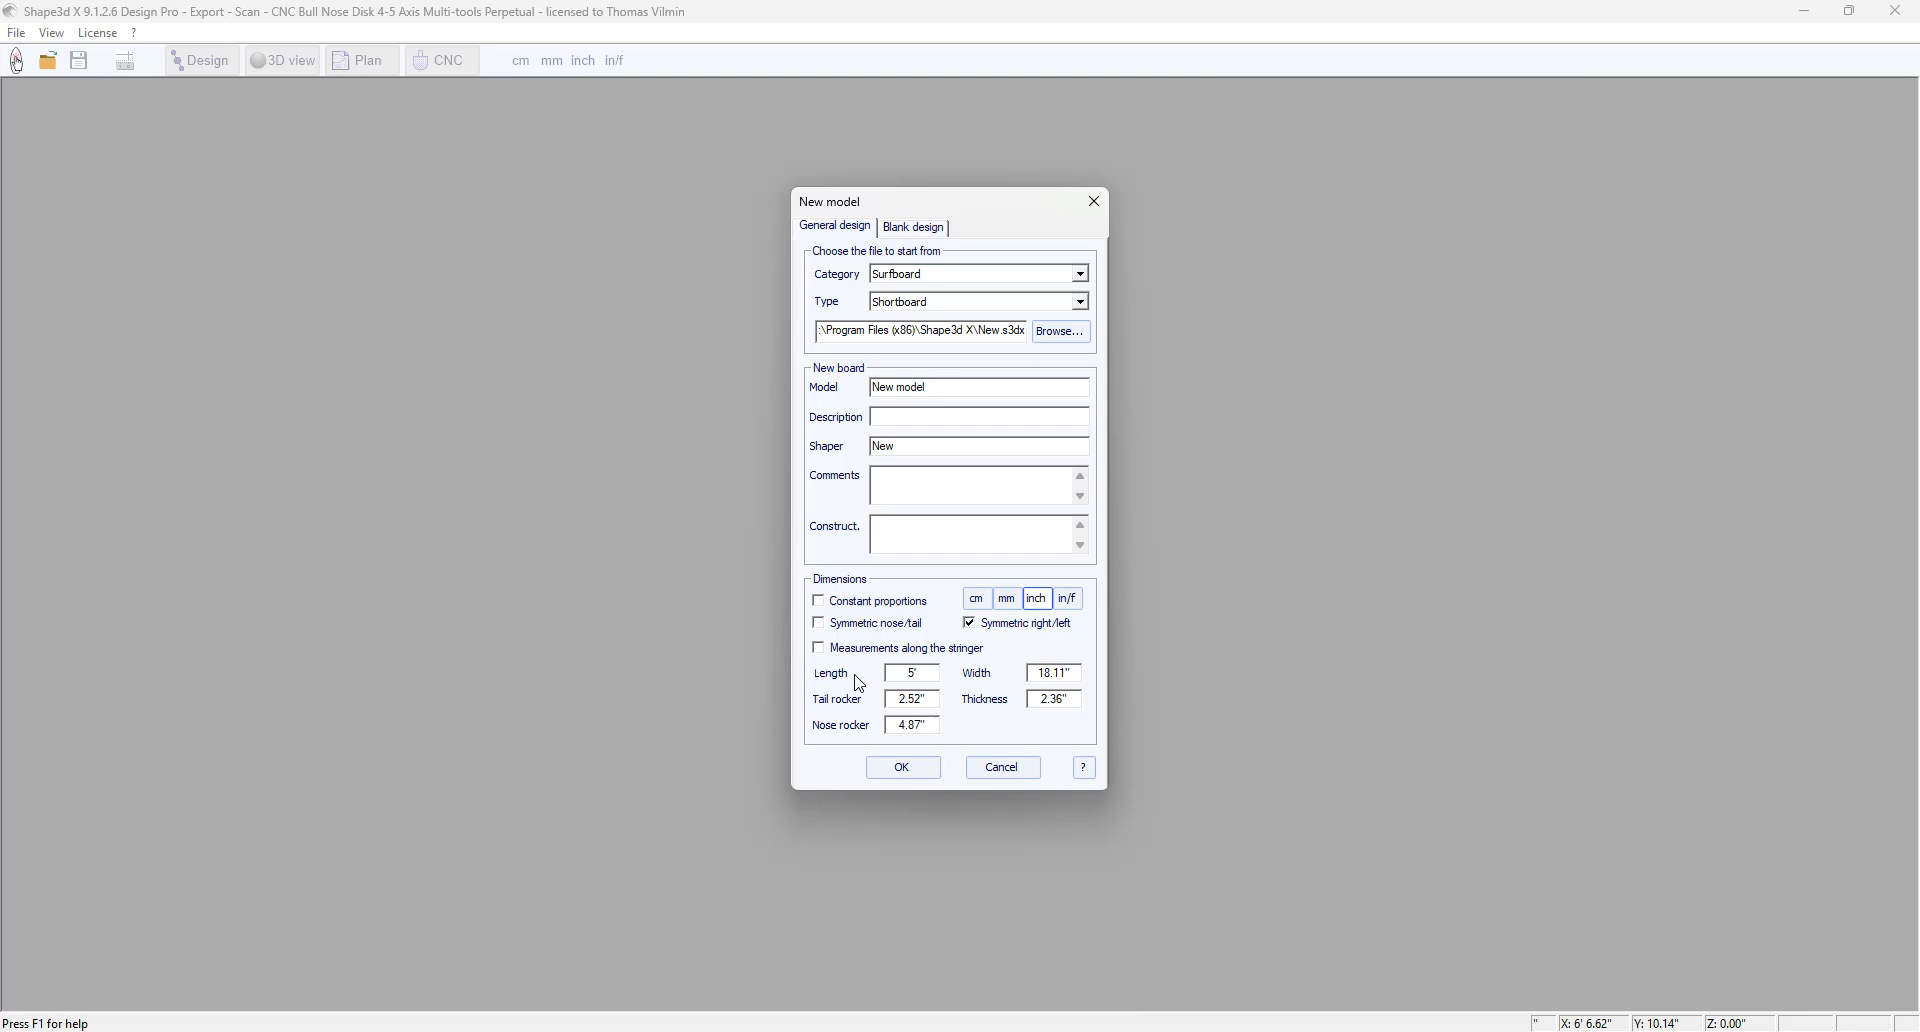 Shape3d X 9.1.2.6 Design Pro - Export - Scan - CNC Bull Nose Disk 4-5 Axis Multi-tools Perpetual - licensed to Thomas Vilmin
File View License ?
Design 3D view Plan CNC cm mm inch in/f
New model
General design Blank design
Choose the file to start from
Category Surfboard
Type Shortboard
:\Program Files (x86)\Shape3d X\New.s3dx Browse...
New board
Model New model
Description
Shaper New
Comments
Construct.
Dimensions
Constant proportions cm mm inch in/f
Symmetric nose/tail Symmetric right/left
Measurements along the stringer
Length 5' Width 18.11"
Tail rocker 2.52" Thickness 2.36"
Nose rocker 4.87"
OK Cancel ?
Press F1 for help " X: 6' 6.62" Y: 10.14" Z: 0.00"